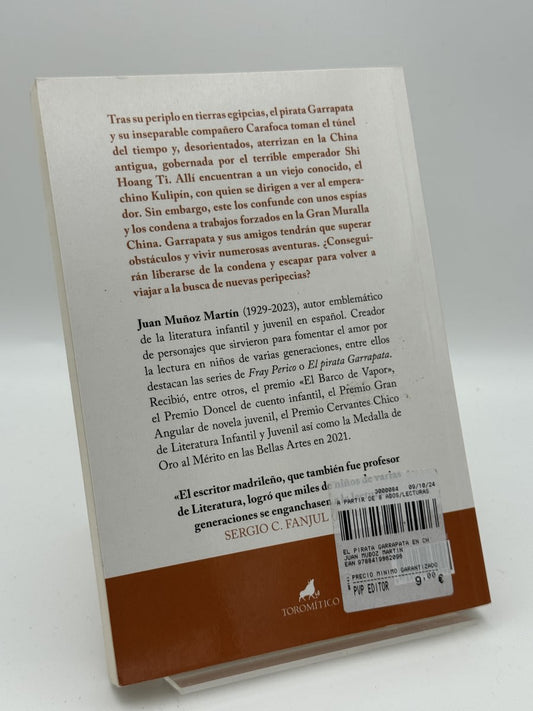 Tras su periplo en tierras egipcias, el pirata Garrapata
y su inseparable compañero Carafoca toman el túnel
del tiempo y, desorientados, aterrizan en la China
antigua, gobernada por el terrible emperador Shi
Hoang Ti. Allí encuentran a un viejo conocido, el
chino Kulipín, con quien se dirigen a ver al empera-
dor. Sin embargo, este los confunde con unos espías
y los condena a trabajos forzados en la Gran Muralla
China. Garrapata y sus amigos tendrán que superar
obstáculos y vivir numerosas aventuras. ¿Consegui-
rán liberarse de la condena y escapar para volver a
viajar a la busca de nuevas peripecias?
Juan Muñoz Martín (1929-2023), autor emblemático
de la literatura infantil y juvenil en español. Creador
de personajes que sirvieron para fomentar el amor por
la lectura en niños de varias generaciones, entre ellos
destacan las series de Fray Perico o El pirata Garrapata.
Recibió, entre otros, el premio «El Barco de Vapor»,
el Premio Doncel de cuento infantil, el Premio Gran
Angular de novela juvenil, el Premio Cervantes Chico
de Literatura Infantil y Juvenil así como la Medalla de
Oro al Mérito en las Bellas Artes en 2021.
«El escritor madrileño, que también fue profesor
de Literatura, logró que miles de niños de varias
generaciones se enganchasen
SERGIO C. FANJUL
3000084 09/10/24
A PARTIR DE 8 AÑOS/LECTURAS
EL PIRATA GARRAPATA EN CH
JUAN MUÑOZ MARTIN
EAN 9788419962096
PRECIO MINIMO GARANTIZADO
PVP EDITOR 9,00 €
TOROMÍTICO